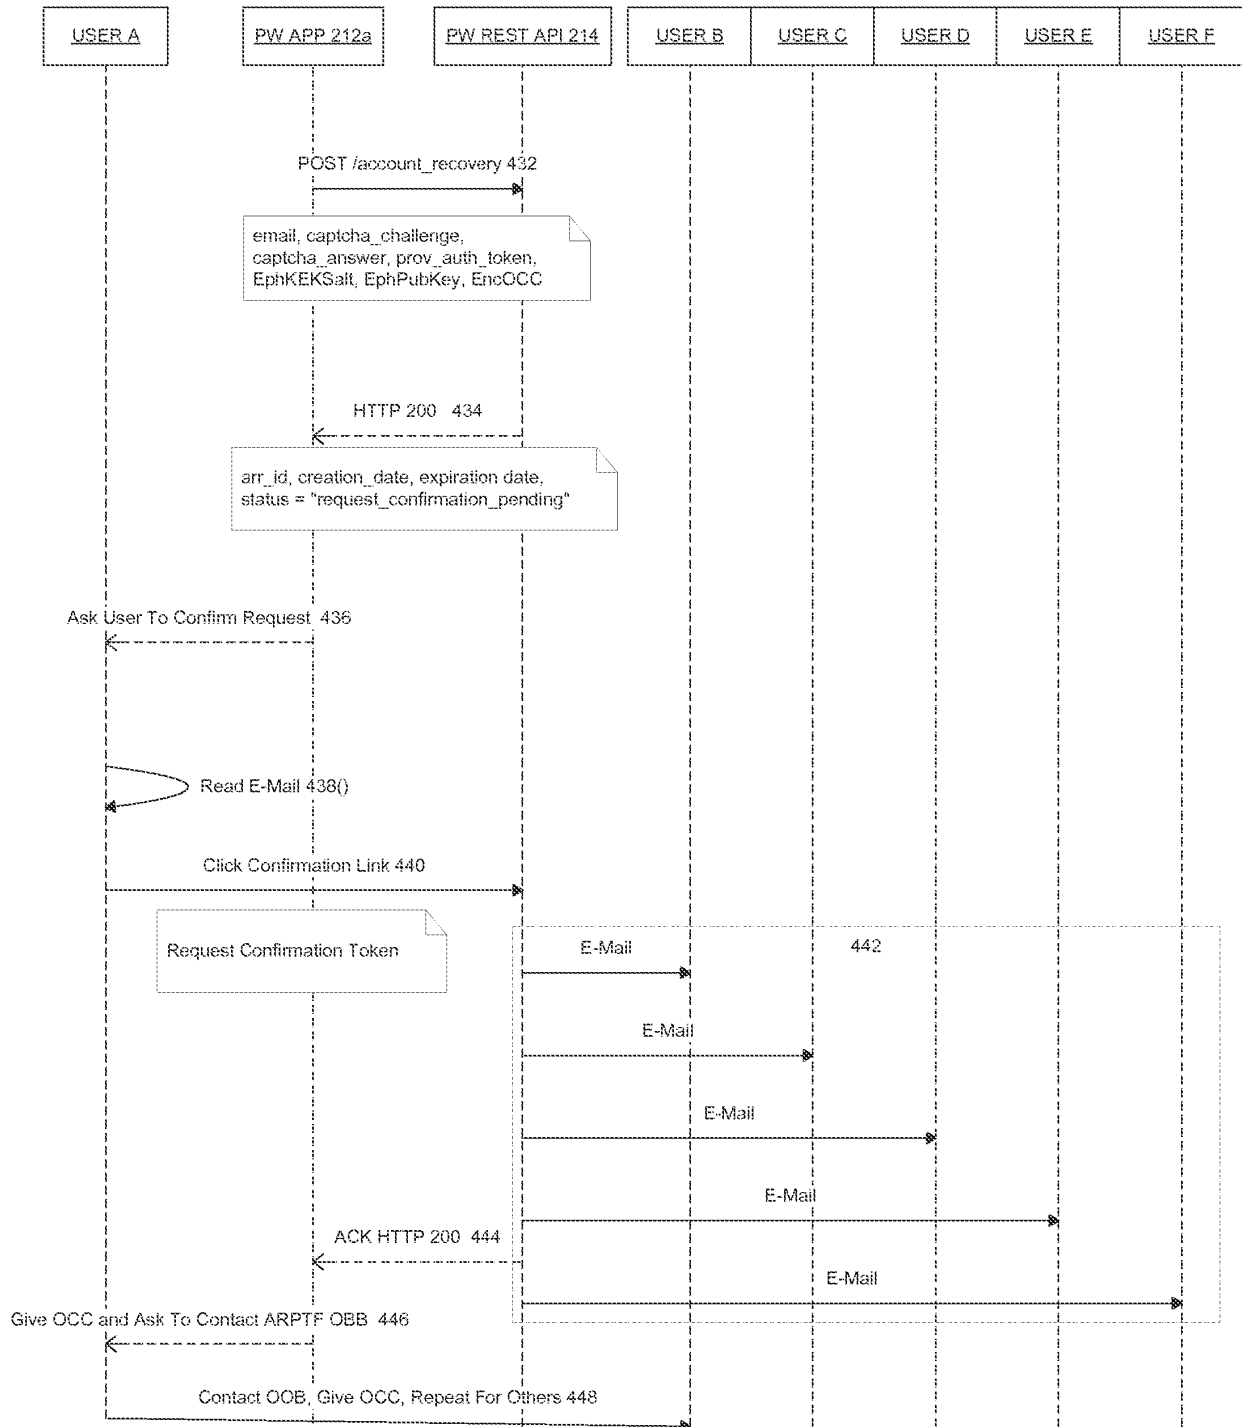 USER A
PW APP 212a
PW REST API 214
USER B
USER C
USER D
USER E
USER F
POST /account_recovery 432
email, captcha_challenge,
captcha_answer, prov_auth_token,
EphKEKSalt, EphPubKey, EncOCC
HTTP 200 434
arr_id, creation_date, expiration date,
status = "request_confirmation_pending"
Ask User To Confirm Request 436
Read E-Mail 438()
Click Confirmation Link 440
Request Confirmation Token
E-Mail
442
E-Mail
E-Mail
E-Mail
ACK HTTP 200 444
E-Mail
Give OCC and Ask To Contact ARPTF OBB 446
Contact OOB, Give OCC, Repeat For Others 448